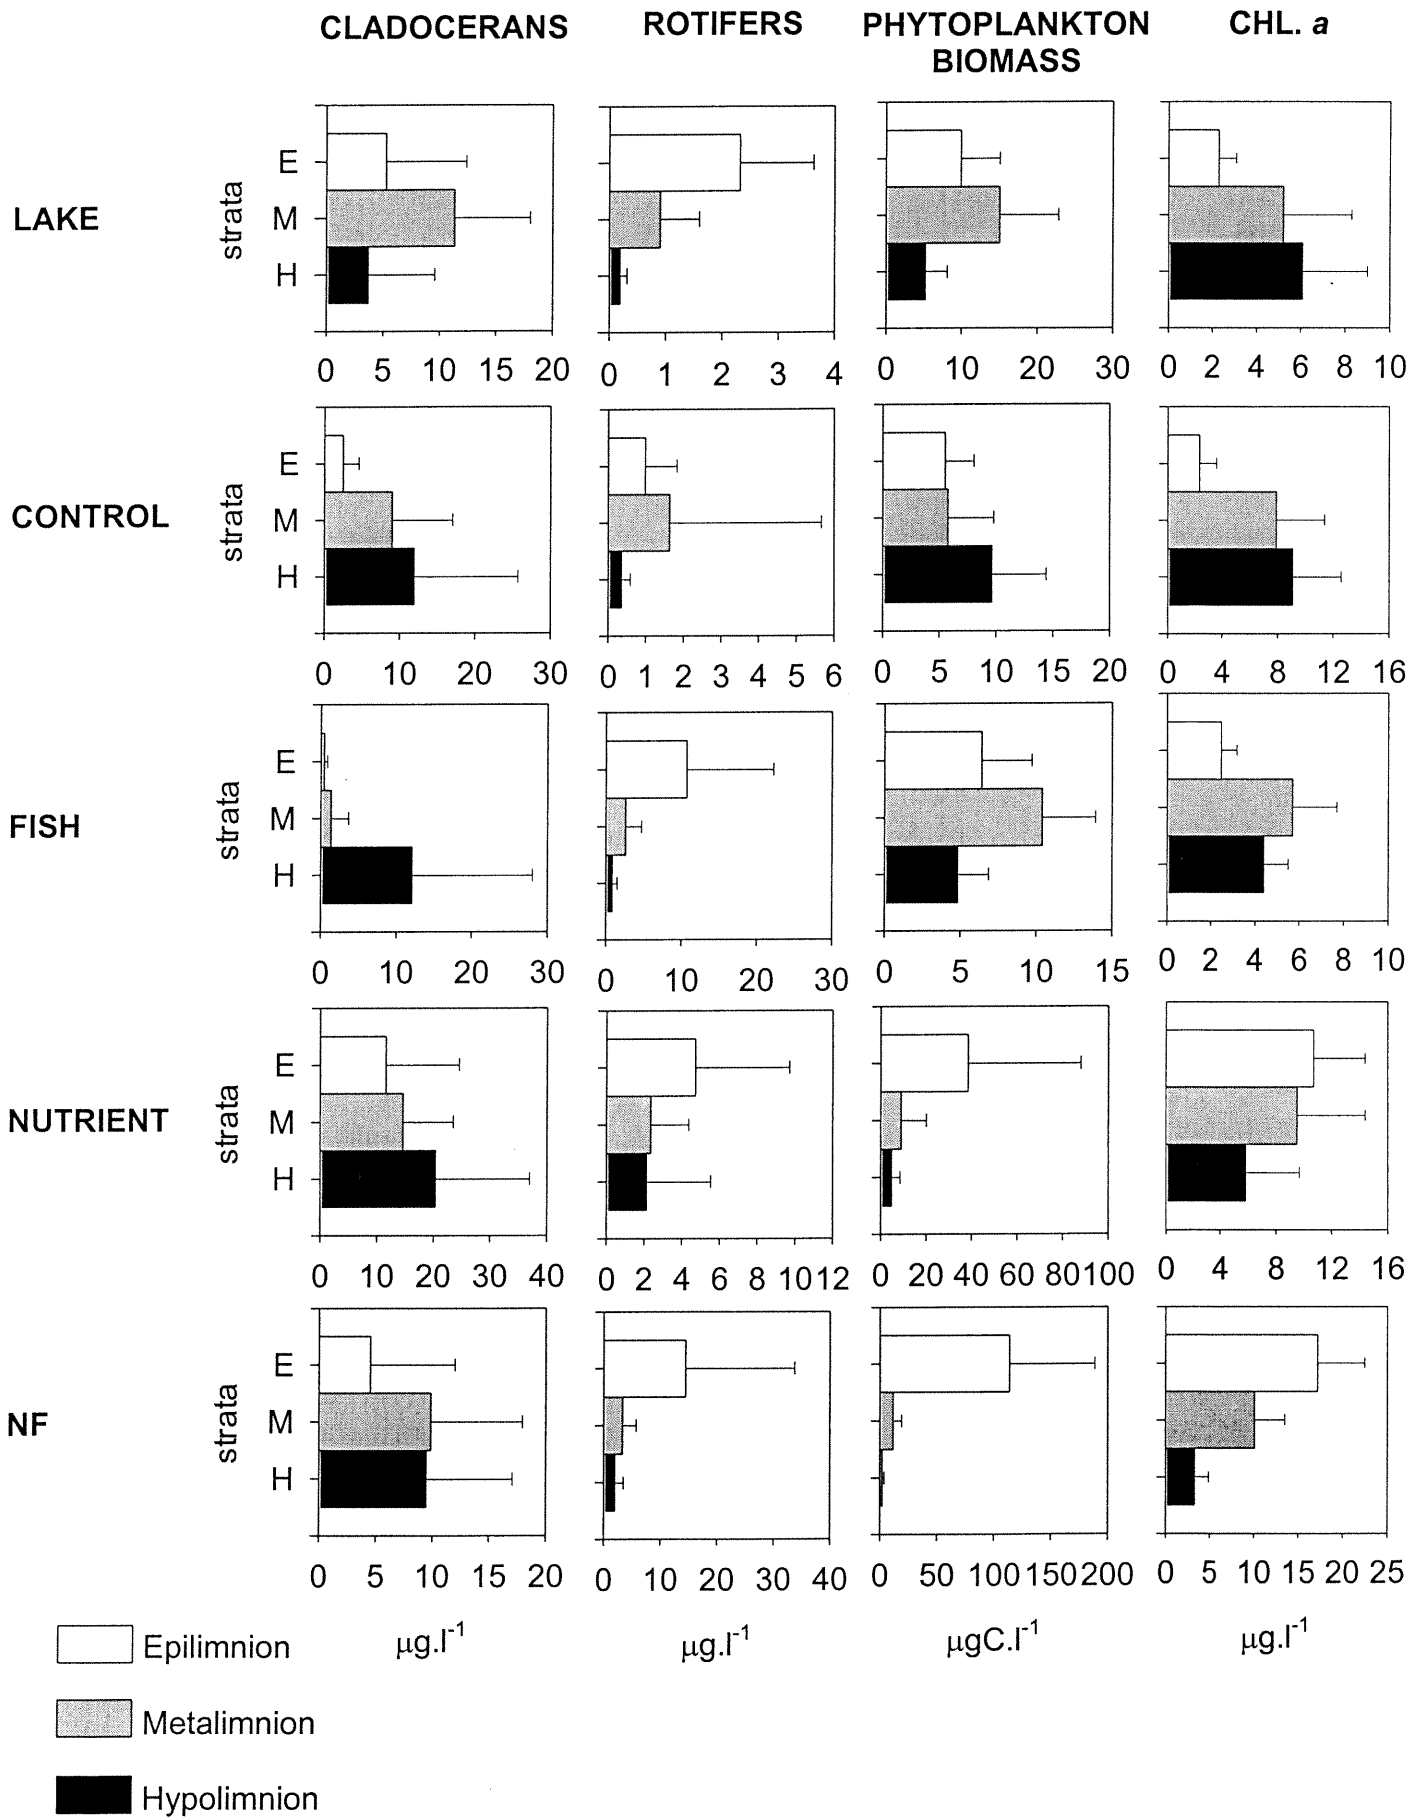 CLADOCERANS ROTIFERS PHYTOPLANKTON BIOMASS CHL. a
LAKE
strata
E
M
H
0 5 10 15 20
0 1 2 3 4
0 10 20 30
0 2 4 6 8 10
CONTROL
strata
E
M
H
0 10 20 30
0 1 2 3 4 5 6
0 5 10 15 20
0 4 8 12 16
FISH
strata
E
M
H
0 10 20 30
0 10 20 30
0 5 10 15
0 2 4 6 8 10
NUTRIENT
strata
E
M
H
0 10 20 30 40
0 2 4 6 8 10 12
0 20 40 60 80 100
0 4 8 12 16
NF
strata
E
M
H
0 5 10 15 20
0 10 20 30 40
0 50 100 150 200
0 5 10 15 20 25
µg.l⁻¹ µg.l⁻¹ µgC.l⁻¹ µg.l⁻¹
Epilimnion
Metalimnion
Hypolimnion